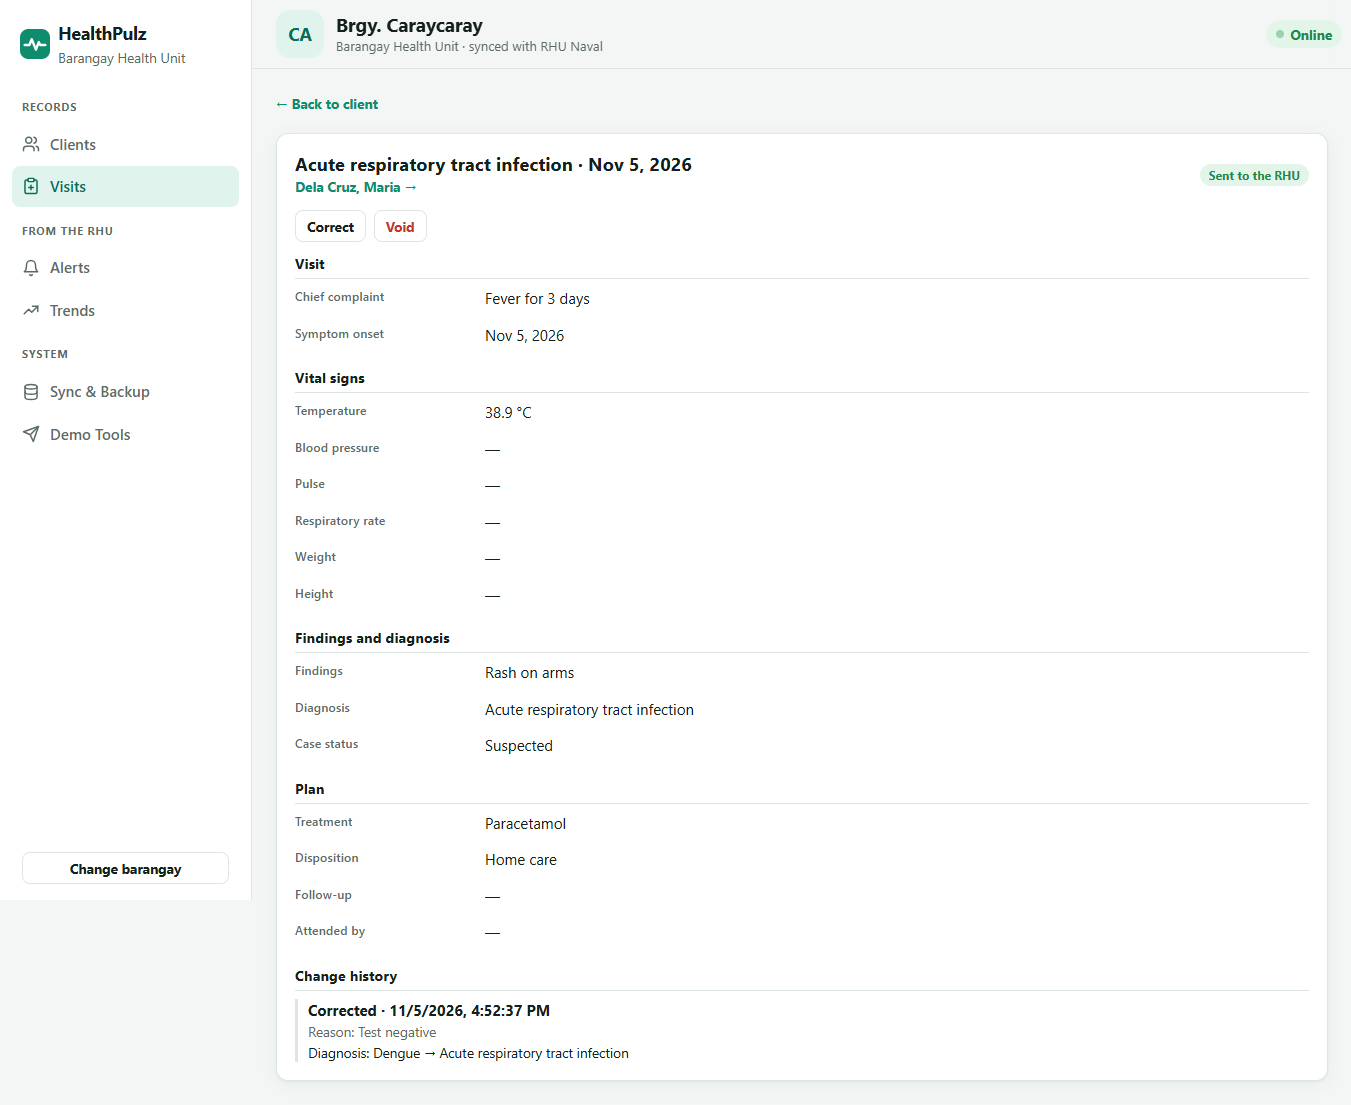 HealthPulz
Barangay Health Unit
RECORDS
Clients
Visits
FROM THE RHU
Alerts
Trends
SYSTEM
Sync & Backup
Demo Tools
Change barangay
CA
Brgy. Caraycaray
Barangay Health Unit · synced with RHU Naval
Online
← Back to client
Acute respiratory tract infection · Nov 5, 2026
Dela Cruz, Maria →
Sent to the RHU
Correct
Void
Visit
Chief complaint Fever for 3 days
Symptom onset Nov 5, 2026
Vital signs
Temperature 38.9 °C
Blood pressure —
Pulse —
Respiratory rate —
Weight —
Height —
Findings and diagnosis
Findings Rash on arms
Diagnosis Acute respiratory tract infection
Case status Suspected
Plan
Treatment Paracetamol
Disposition Home care
Follow-up —
Attended by —
Change history
Corrected · 11/5/2026, 4:52:37 PM
Reason: Test negative
Diagnosis: Dengue → Acute respiratory tract infection